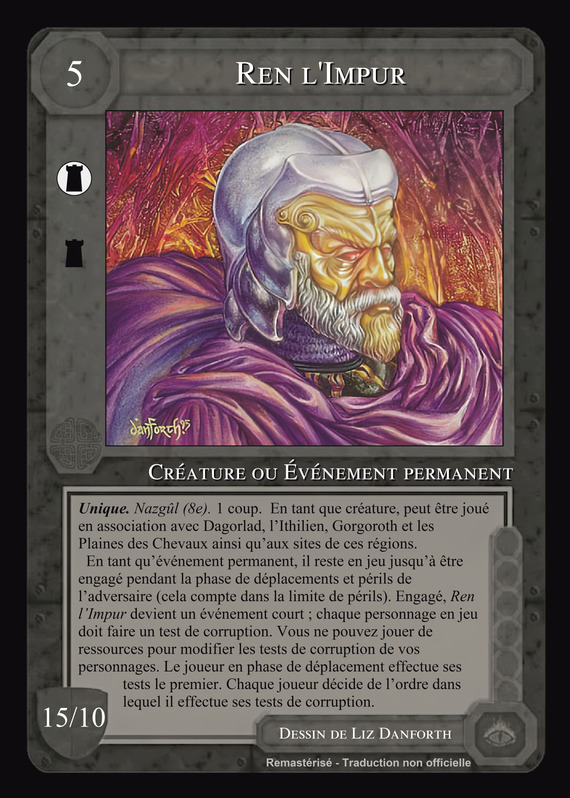 5
Ren l'Impur
danforth95
Créature ou Événement permanent
Unique. Nazgûl (8e). 1 coup. En tant que créature, peut être joué
en association avec Dagorlad, l’Ithilien, Gorgoroth et les
Plaines des Chevaux ainsi qu’aux sites de ces régions.
En tant qu’événement permanent, il reste en jeu jusqu’à être
engagé pendant la phase de déplacements et périls de
l’adversaire (cela compte dans la limite de périls). Engagé, Ren
l’Impur devient un événement court ; chaque personnage en jeu
doit faire un test de corruption. Vous ne pouvez jouer de
ressources pour modifier les tests de corruption de vos
personnages. Le joueur en phase de déplacement effectue ses
tests le premier. Chaque joueur décide de l’ordre dans
lequel il effectue ses tests de corruption.
15/10
Dessin de Liz Danforth
Remastérisé - Traduction non officielle